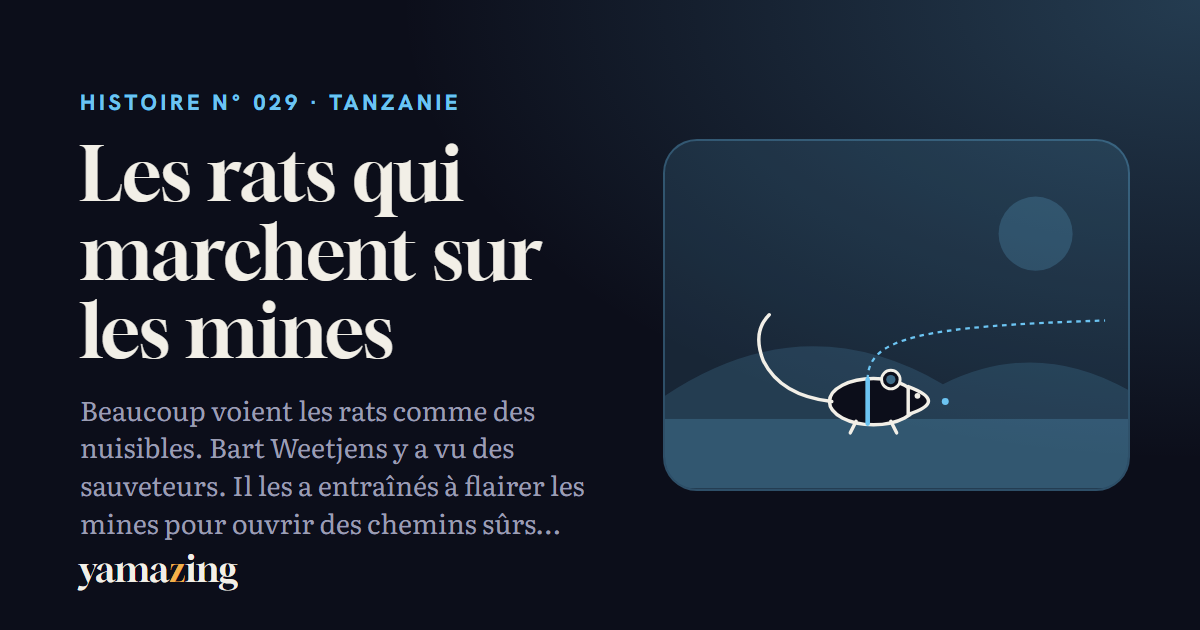 HISTOIRE N° 029 · TANZANIE
Les rats qui
marchent sur
les mines
Beaucoup voient les rats comme des
nuisibles. Bart Weetjens y a vu des
sauveteurs. Il les a entraînés à flairer les
mines pour ouvrir des chemins sûrs…
yamazing